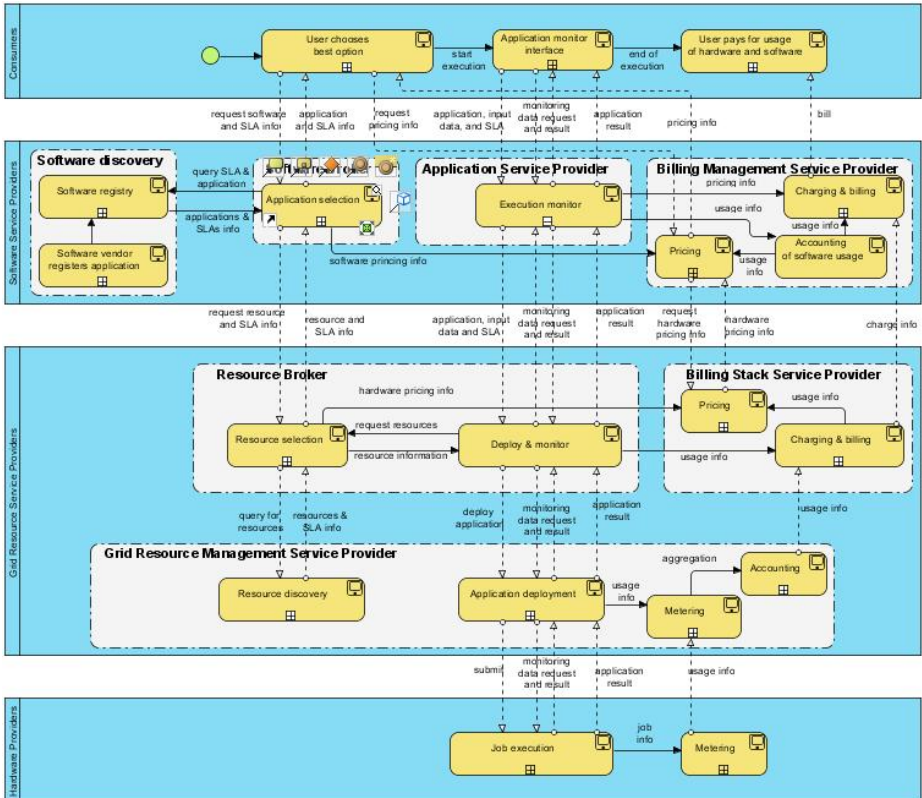 Consumers
User chooses
best option
start
execution
Application monitor
interface
end of
execution
User pays for usage
of hardware and software
request software
and SLA info
application
and SLA info
request
pricing info
application, input
data, and SLA
monitoring
data request
and result
application
result
pricing info
bill
Software Service Providers
Software discovery
Software registry
Software vendor
registers application
query SLA &
application
applications &
SLAs info
Application selection
software princing info
Application Service Provider
Execution monitor
Billing Management Service Provider
pricing info
Charging & billing
usage info
usage info
Pricing
usage
info
Accounting
of software usage
request resource
and SLA info
resource and
SLA info
application, input
data and SLA
monitoring
data request
and result
application
result
request
hardware
pricing info
hardware
pricing info
charge info
Grid Resource Service Providers
Resource Broker
hardware pricing info
Resource selection
request resources
resource information
Deploy & monitor
usage info
Billing Stack Service Provider
Pricing
usage info
Charging & billing
query for
resources
resources &
SLA info
deploy
application
monitoring
data request
and result
application
result
usage info
Grid Resource Management Service Provider
Resource discovery
Application deployment
usage
info
Metering
aggregation
Accounting
submit
monitoring
data request
and result
application
result
usage info
Hardware Providers
Job execution
job
info
Metering